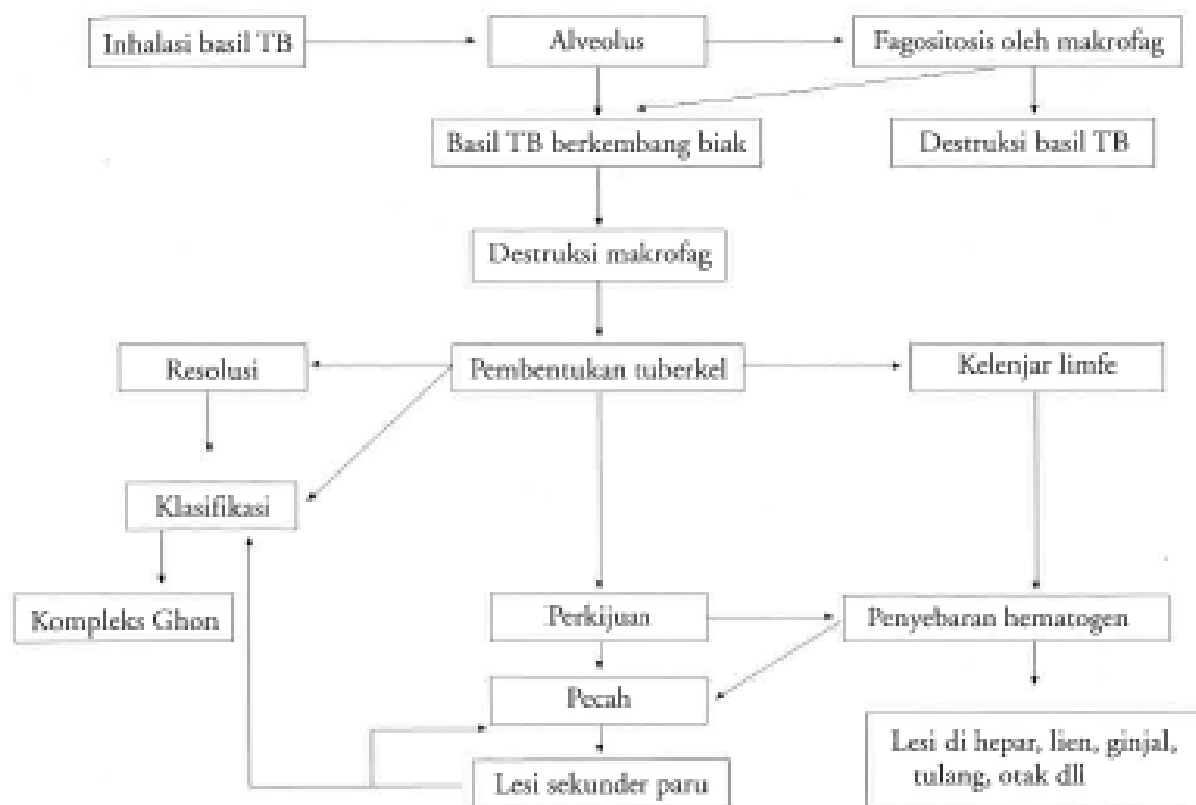 Inhalasi basil TB
Alveolus
Fagositosis oleh makrofag
Basil TB berkembang biak
Destruksi basil TB
Destruksi makrofag
Resolusi
Pembentukan tuberkel
Kelenjar limfe
Klasifikasi
Kompleks Ghon
Perkijuan
Penyebaran hematogen
Pecah
Lesi di hepar, lien, ginjal,
tulang, otak dll
Lesi sekunder paru